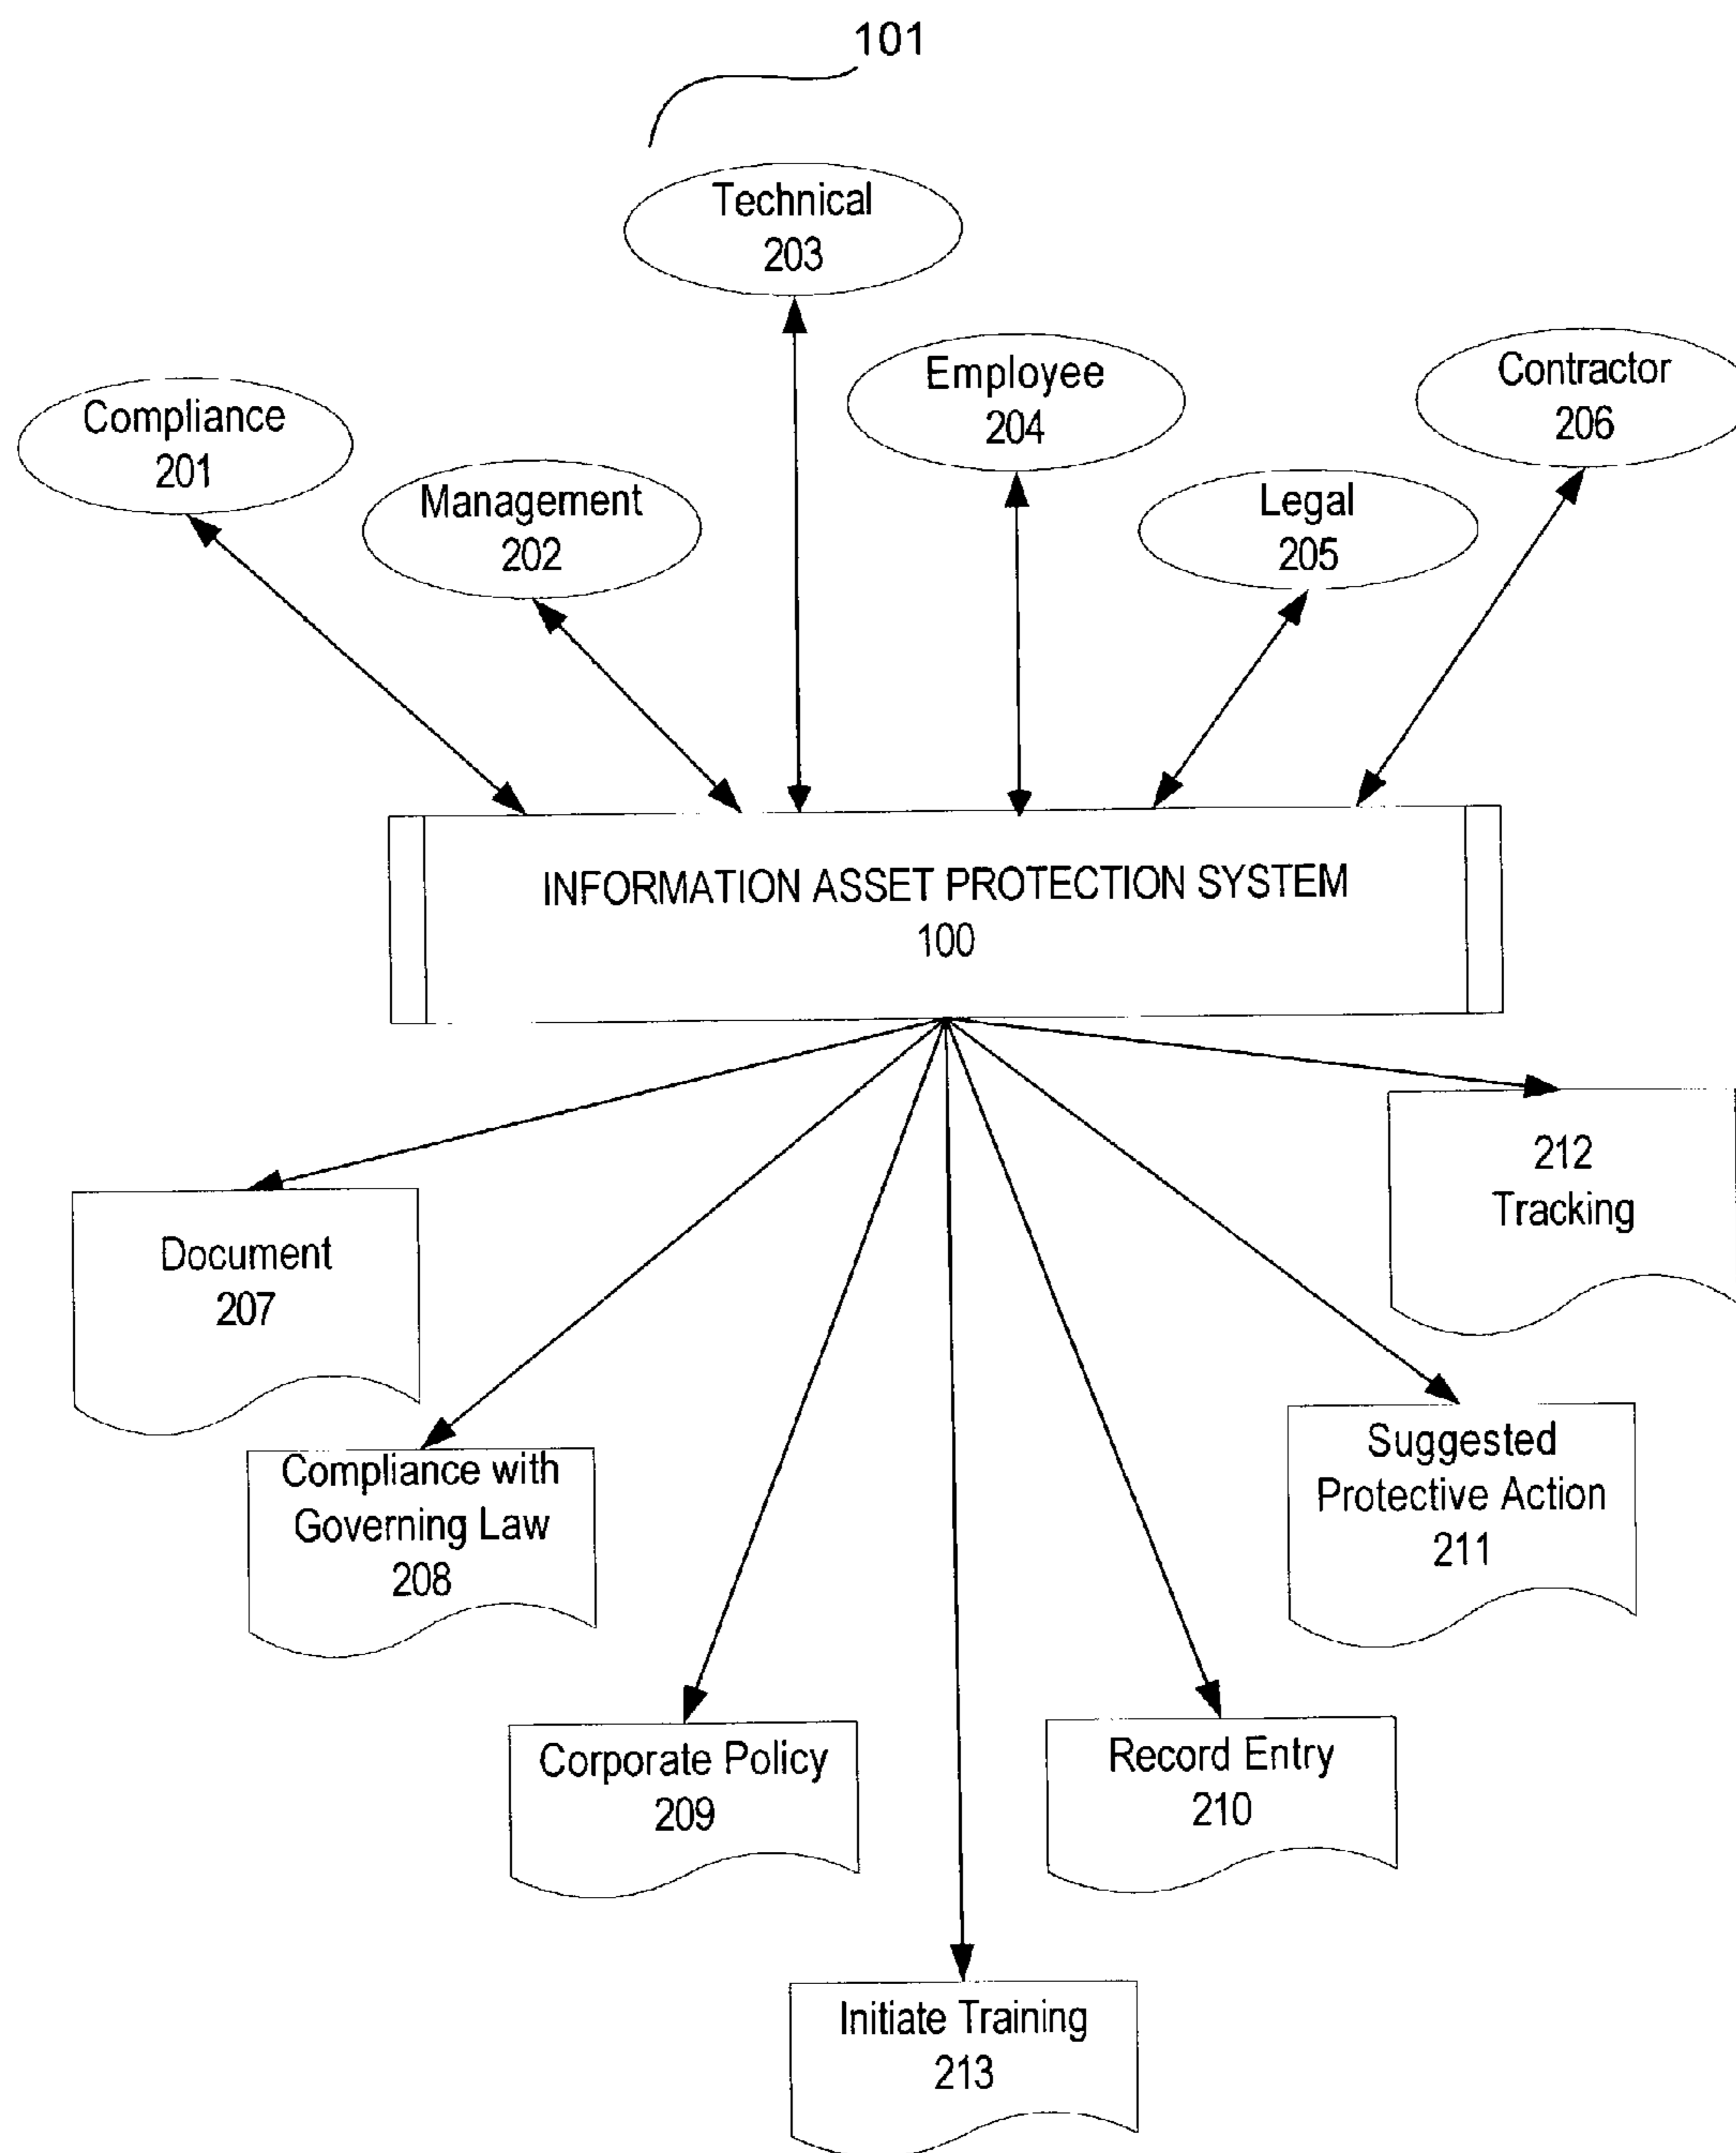 101
Technical
203
Employee
204
Contractor
206
Compliance
201
Management
202
Legal
205
INFORMATION ASSET PROTECTION SYSTEM
100
212
Tracking
Document
207
Suggested
Protective Action
211
Compliance with
Governing Law
208
Corporate Policy
209
Record Entry
210
Initiate Training
213